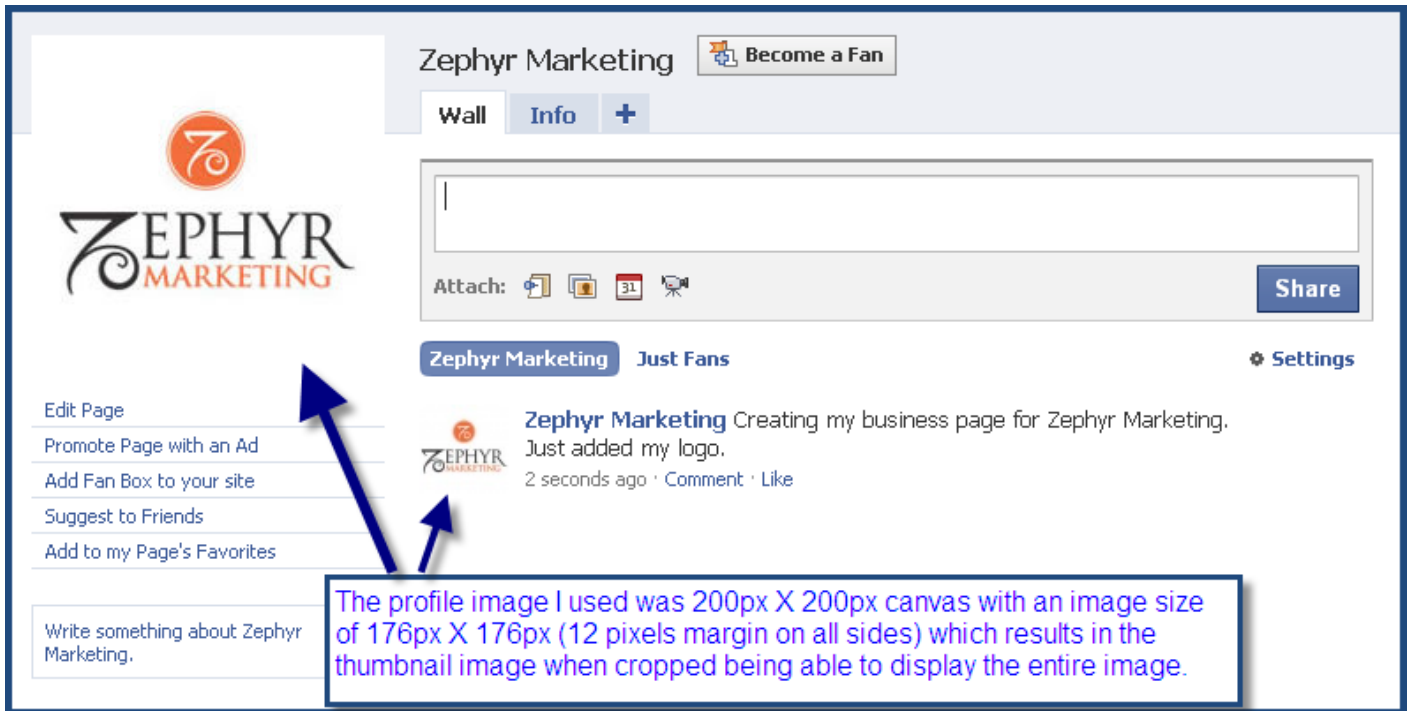 Zephyr Marketing
Become a Fan
Wall Info +
ZEPHYR
MARKETING
Attach: 31
Share
Zephyr Marketing Just Fans Settings
Edit Page
Promote Page with an Ad
Add Fan Box to your site
Suggest to Friends
Add to my Page's Favorites
Write something about Zephyr
Marketing.
ZEPHYR
MARKETING
Zephyr Marketing Creating my business page for Zephyr Marketing.
Just added my logo.
2 seconds ago · Comment · Like
The profile image I used was 200px X 200px canvas with an image size
of 176px X 176px (12 pixels margin on all sides) which results in the
thumbnail image when cropped being able to display the entire image.